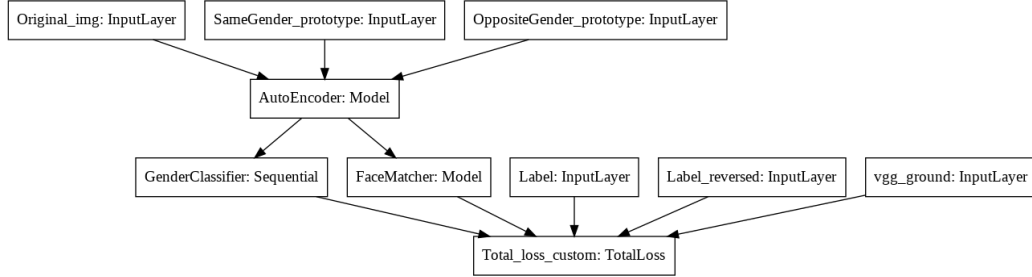 Original_img: InputLayer
SameGender_prototype: InputLayer
OppositeGender_prototype: InputLayer
AutoEncoder: Model
GenderClassifier: Sequential
FaceMatcher: Model
Label: InputLayer
Label_reversed: InputLayer
vgg_ground: InputLayer
Total_loss_custom: TotalLoss